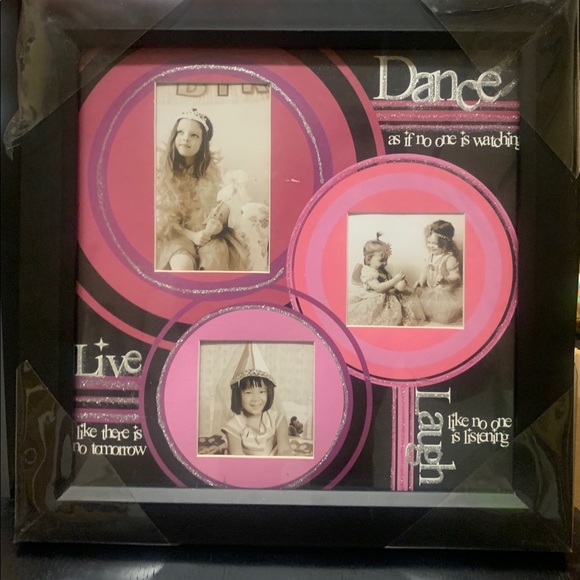 Dance
as if no one is watching
Live
like there is
no tomorrow
Laugh
like no one
is listening